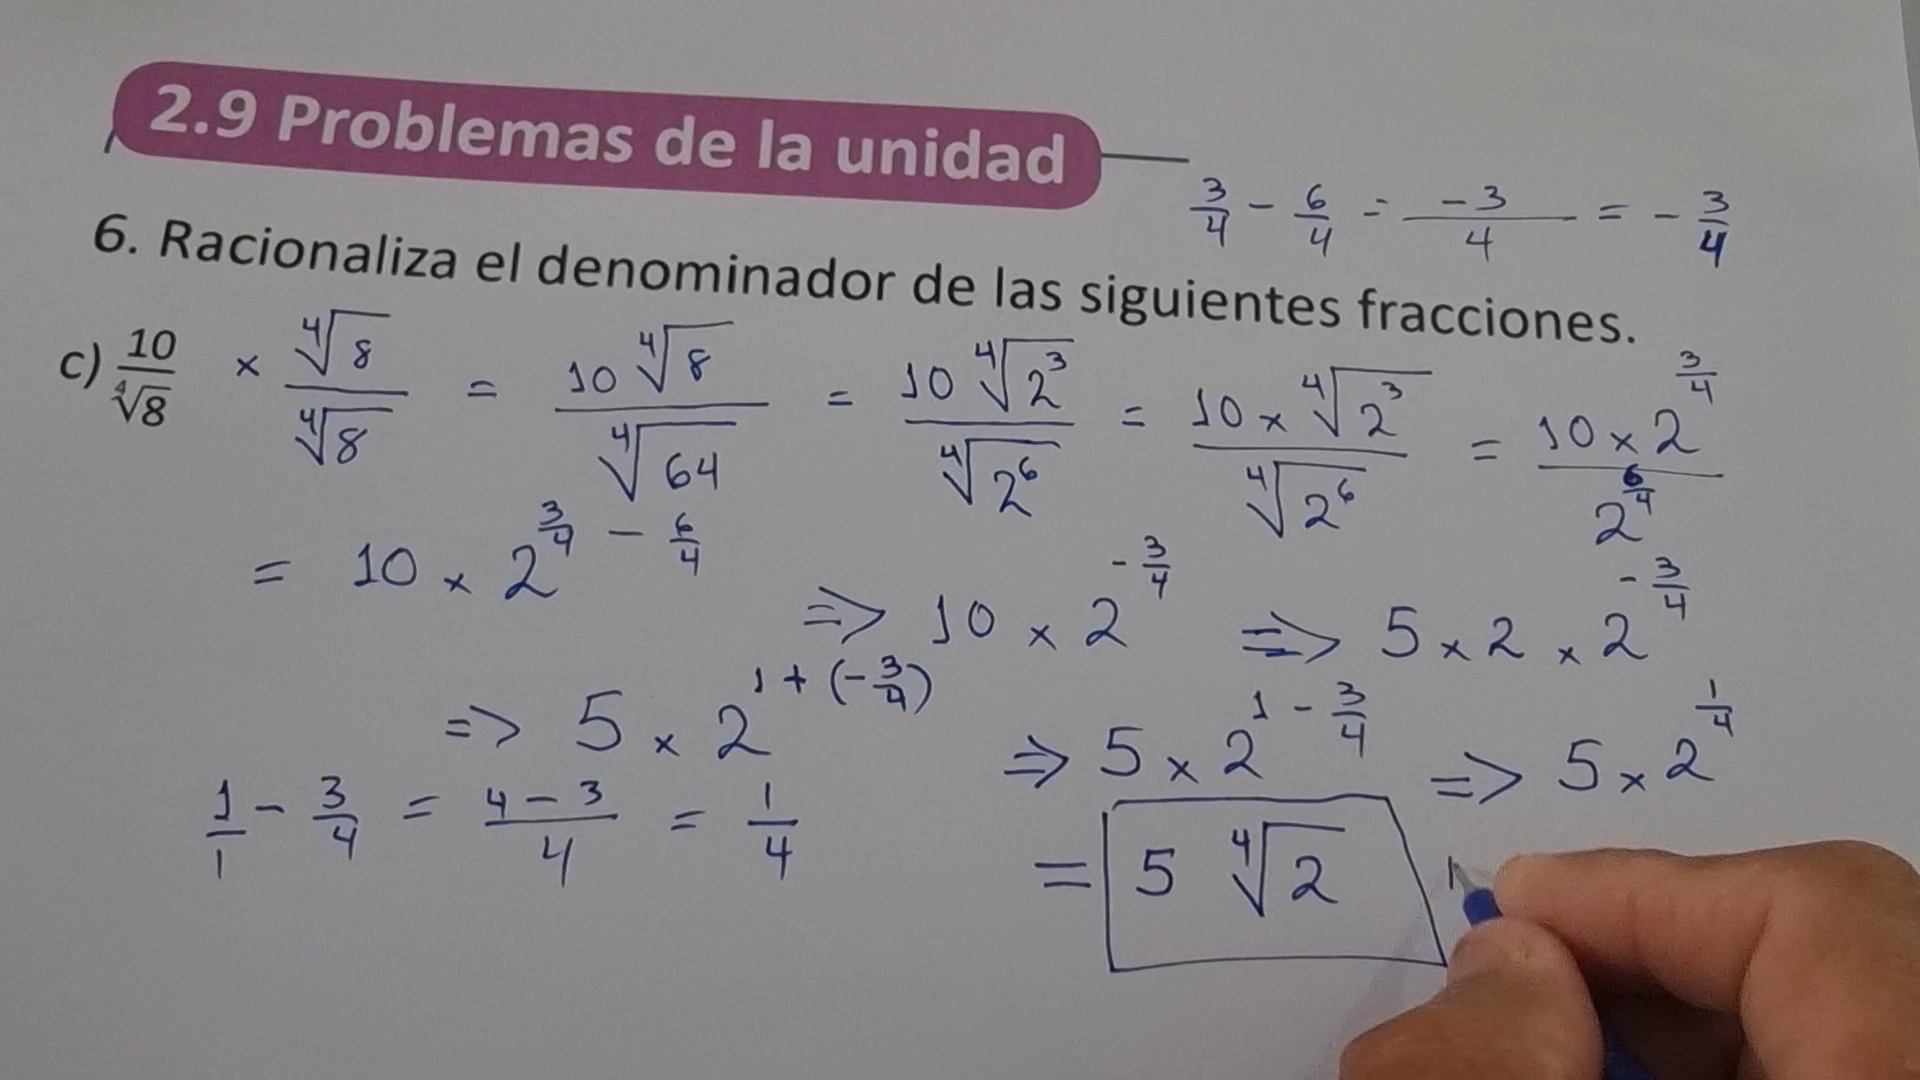 2.9 Problemas de la unidad
3/4 - 6/4 = -3/4 = - 3/4
6. Racionaliza el denominador de las siguientes fracciones.
c) 10/∜8 × ∜8/∜8 = 10 ∜8/∜64 = 10 ∜2³/∜2⁶ = 10 × ∜2³/∜2⁶ = 10 × 2^(3/4)/2^(6/4)
= 10 × 2^(3/4 - 6/4) => 10 × 2^(-3/4) => 5 × 2 × 2^(-3/4)
=> 5 × 2^(1 + (-3/4)) => 5 × 2^(1 - 3/4) => 5 × 2^(1/4)
1/1 - 3/4 = 4 - 3/4 = 1/4
= 5 ∜2